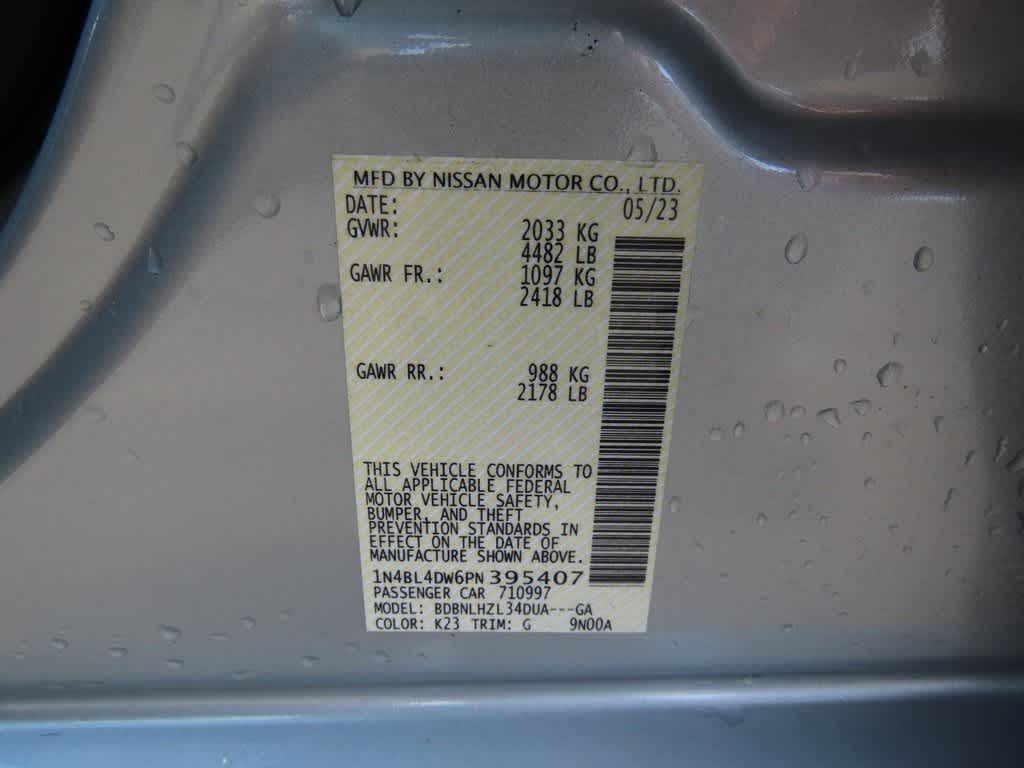 MFD BY NISSAN MOTOR CO., LTD.
DATE: 05/23
GVWR: 2033 KG
4482 LB
GAWR FR.: 1097 KG
2418 LB
GAWR RR.: 988 KG
2178 LB
THIS VEHICLE CONFORMS TO
ALL APPLICABLE FEDERAL
MOTOR VEHICLE SAFETY,
BUMPER, AND THEFT
PREVENTION STANDARDS IN
EFFECT ON THE DATE OF
MANUFACTURE SHOWN ABOVE.
1N4BL4DW6PN395407
PASSENGER CAR 710997
MODEL: BDBNLHZL34DUA---GA
COLOR: K23 TRIM: G 9N00A